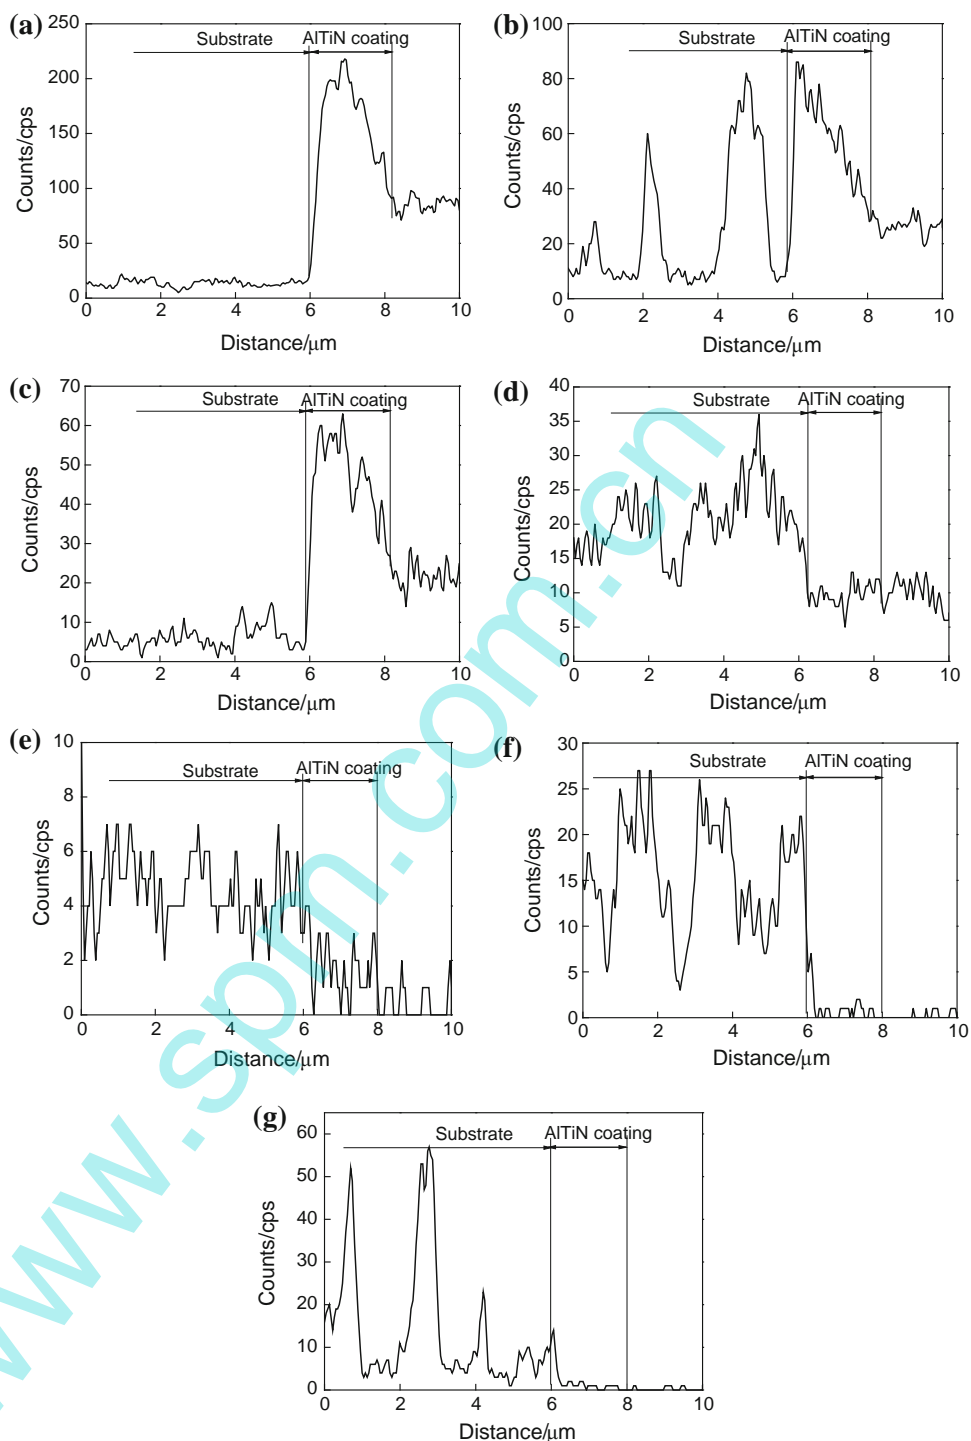 (a)
250
200
150
100
50
0
Counts/cps
Substrate
AlTiN coating
0 2 4 6 8 10
Distance/μm
(b)
100
80
60
40
20
0
Counts/cps
Substrate
AlTiN coating
0 2 4 6 8 10
Distance/μm
(c)
70
60
50
40
30
20
10
0
Counts/cps
Substrate
AlTiN coating
0 2 4 6 8 10
Distance/μm
(d)
40
35
30
25
20
15
10
5
0
Counts/cps
Substrate
AlTiN coating
0 2 4 6 8 10
Distance/μm
(e)
10
8
6
4
2
0
Counts/cps
Substrate
AlTiN coating
0 2 4 6 8 10
Distance/μm
(f)
30
25
20
15
10
5
0
Counts/cps
Substrate
AlTiN coating
0 2 4 6 8 10
Distance/μm
(g)
60
50
40
30
20
10
0
Counts/cps
Substrate
AlTiN coating
0 2 4 6 8 10
Distance/μm
www.spm.com.cn